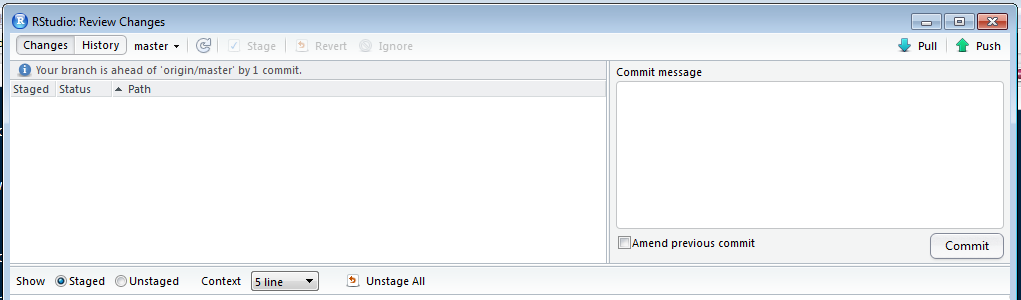 RStudio: Review Changes
Changes History master Stage Revert Ignore Pull Push
Your branch is ahead of 'origin/master' by 1 commit.
Staged Status Path
Commit message
Amend previous commit
Commit
Show Staged Unstaged Context 5 line Unstage All